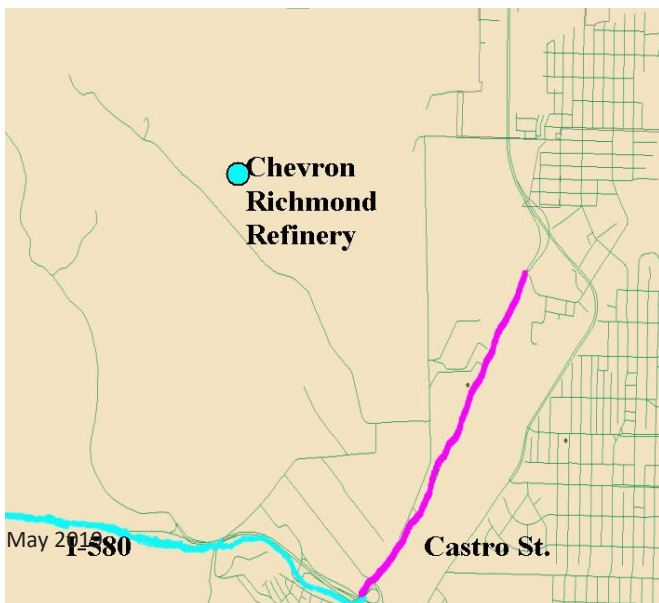 Chevron
Richmond
Refinery
May 2019
I-580
Castro St.